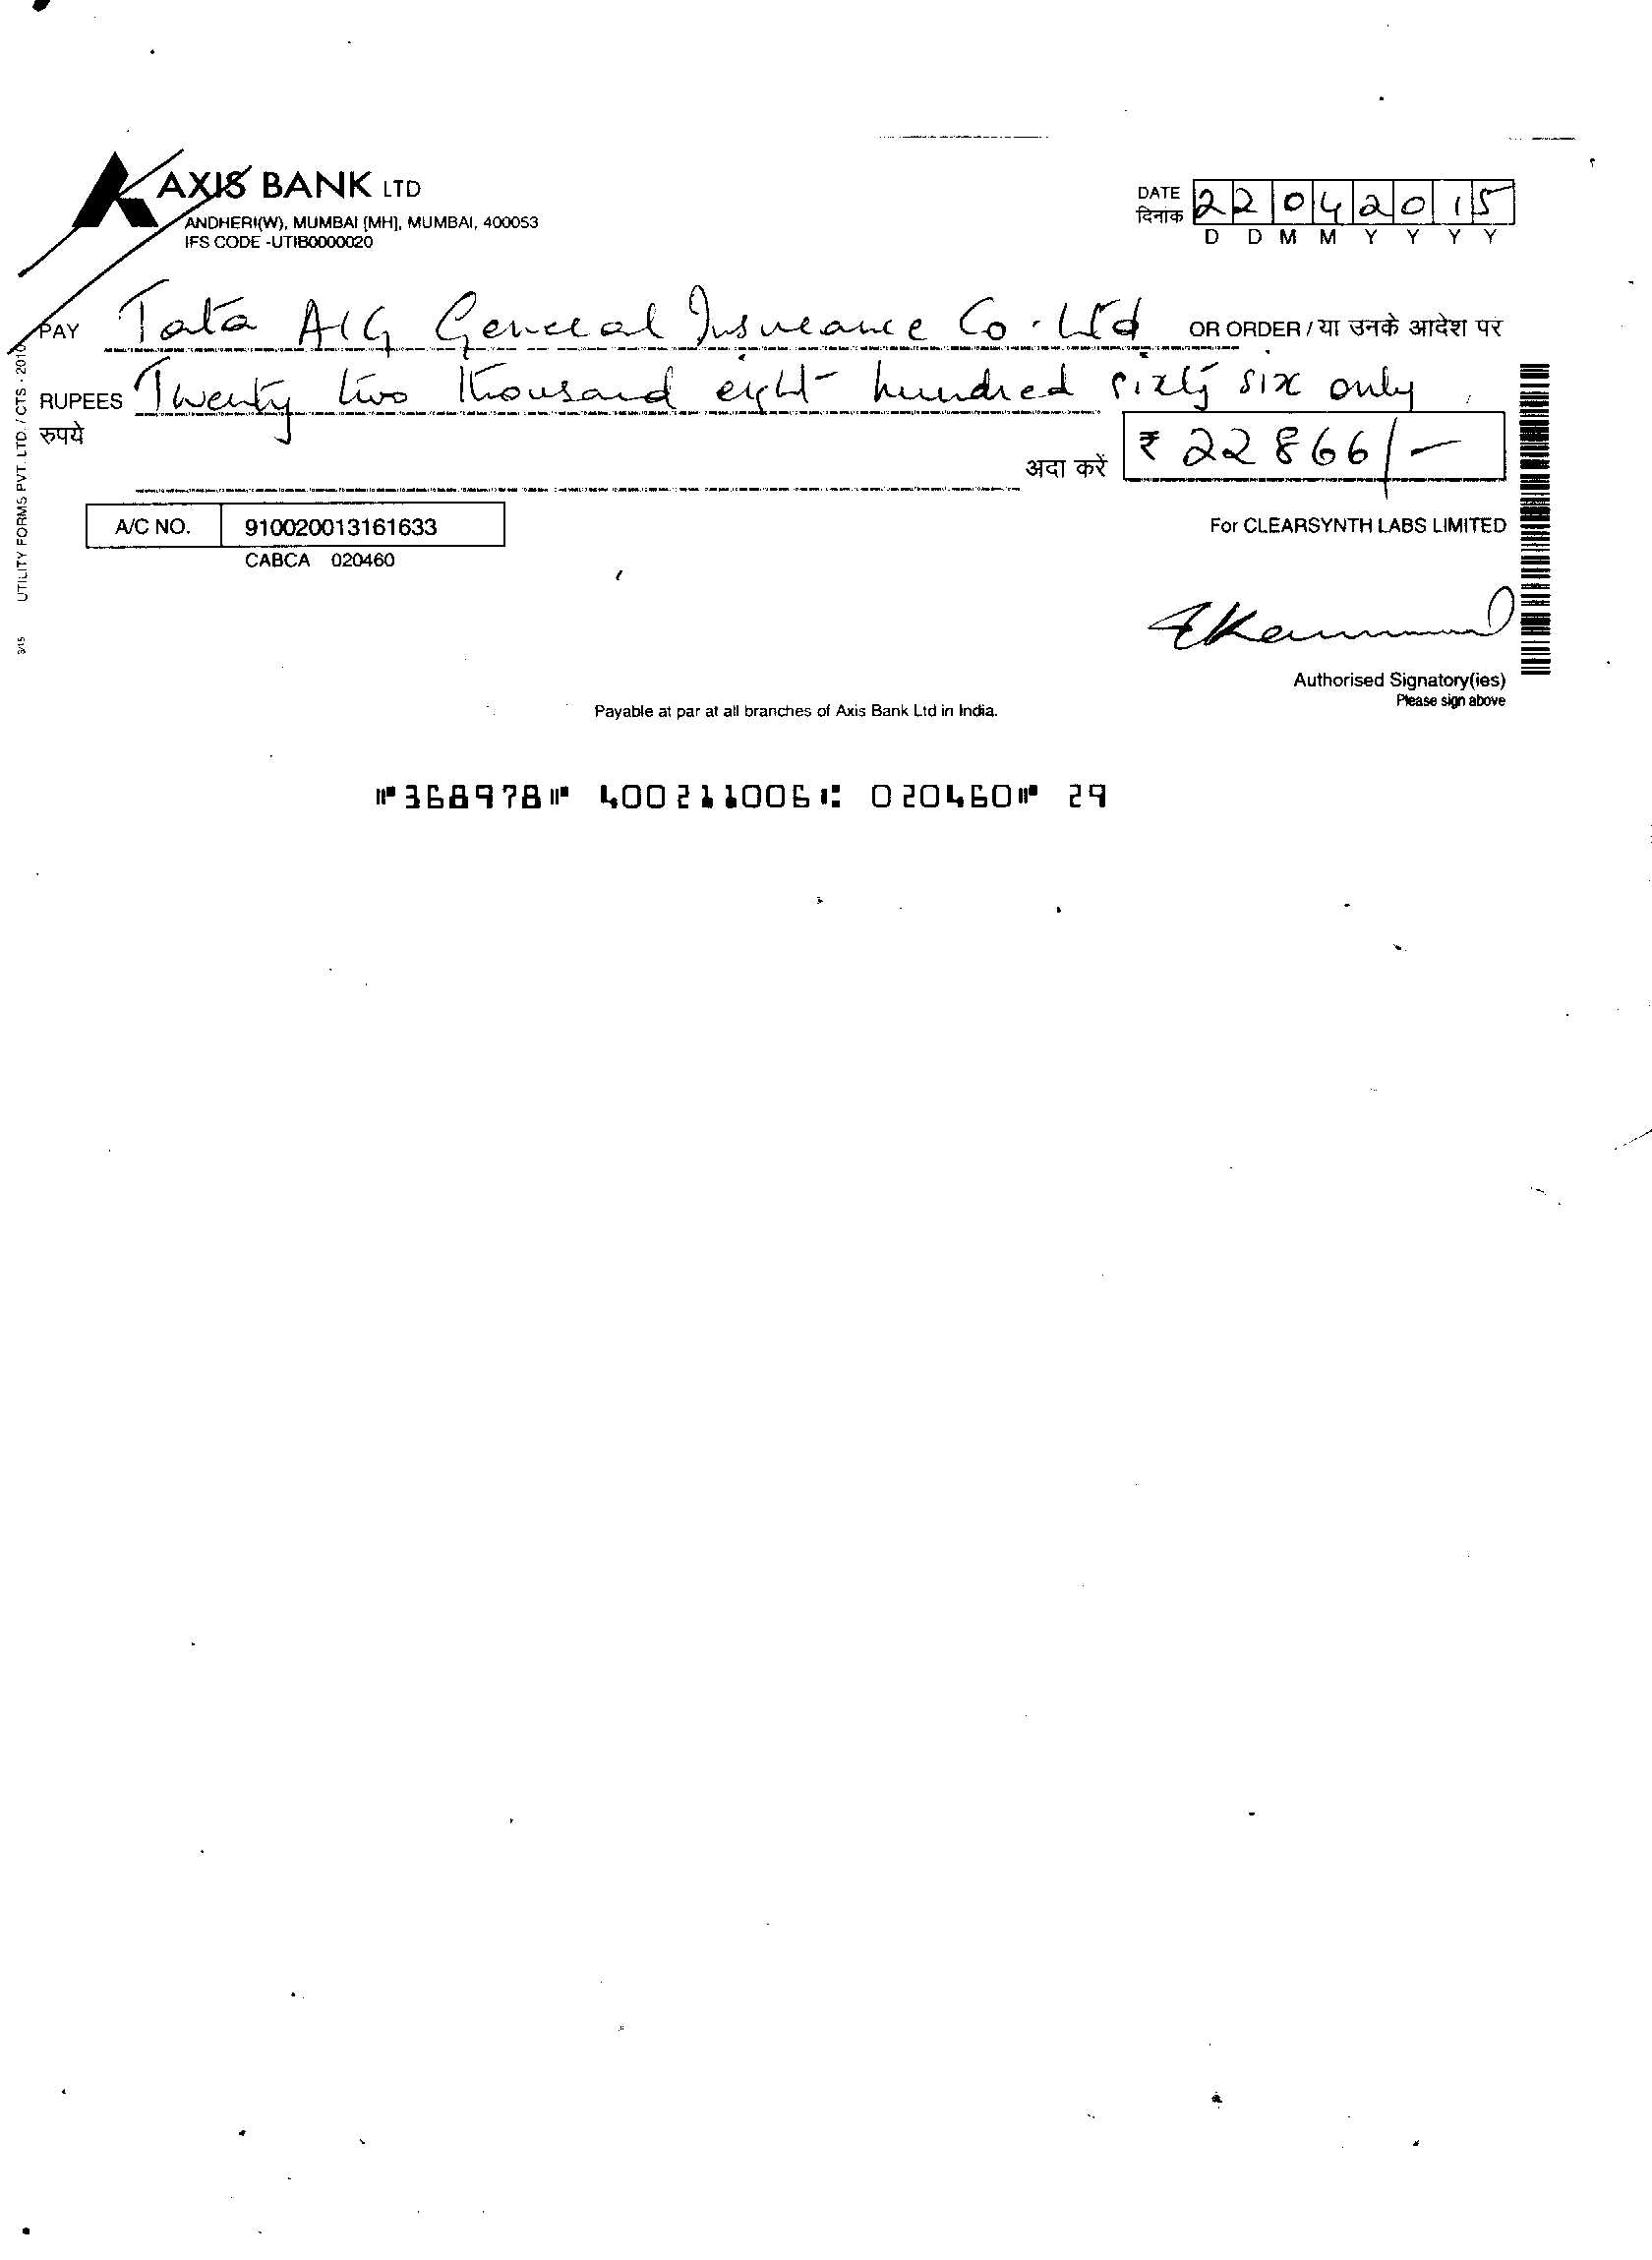 AXIS BANK LTD
ANDHERI(W), MUMBAI [MH], MUMBAI, 400053
IFS CODE -UTIB0000020
DATE 22042015
दिनांक D D M M Y Y Y Y
PAY Tata AIG General Insurance Co. Ltd OR ORDER / या उनके आदेश पर
RUPEES Twenty two thousand eight hundred sixty six only
रुपये
अदा करें ₹ 22866/-
A/C NO. 910020013161633
CABCA 020460
For CLEARSYNTH LABS LIMITED
Authorised Signatory(ies)
Please sign above
Payable at par at all branches of Axis Bank Ltd in India.
⑈368978⑈ 400211006⑆ 020460⑈ 29
UTILITY FORMS PVT. LTD. / CTS - 2010